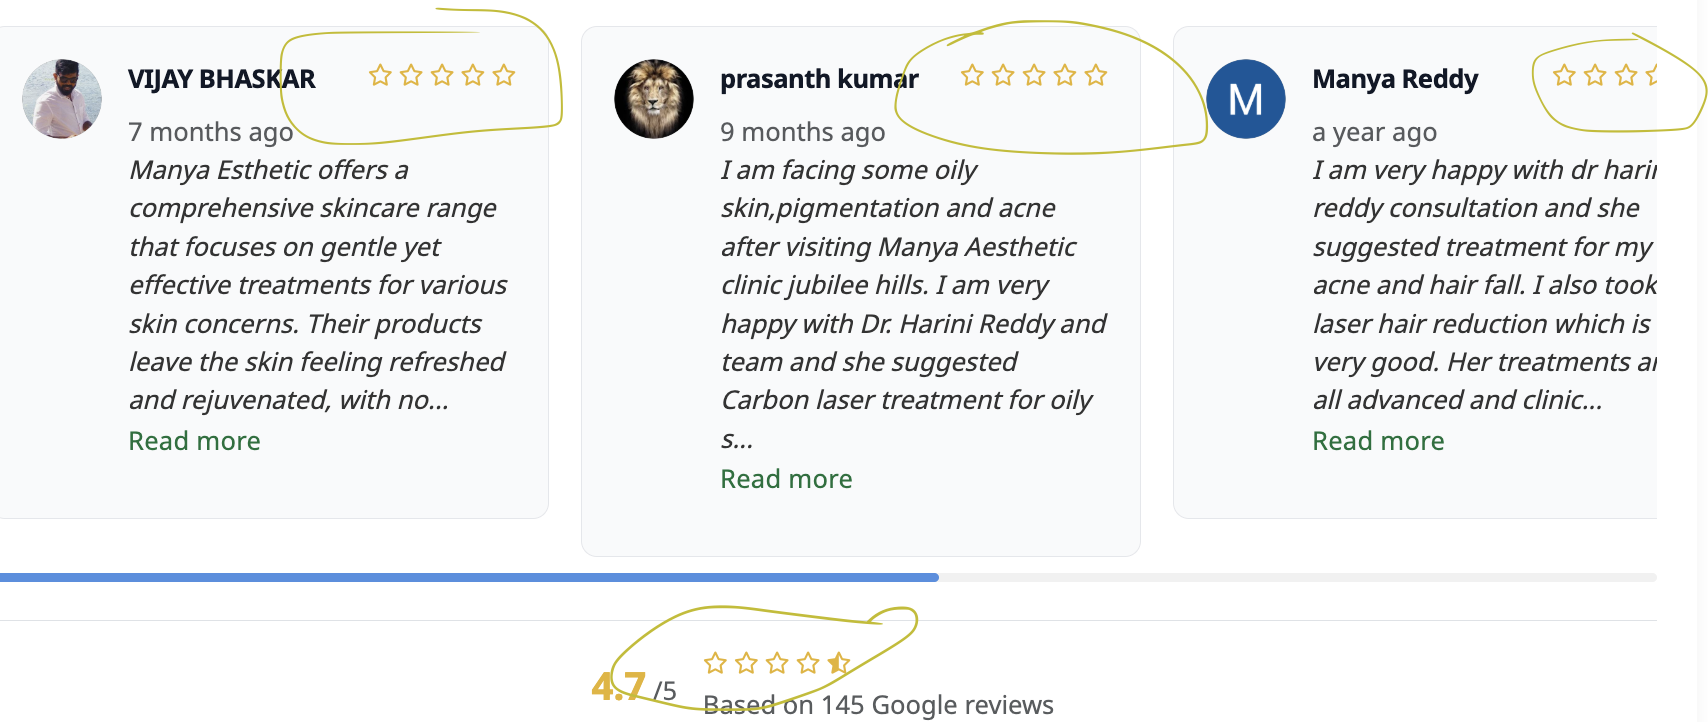 VIJAY BHASKAR
7 months ago
Manya Esthetic offers a
comprehensive skincare range
that focuses on gentle yet
effective treatments for various
skin concerns. Their products
leave the skin feeling refreshed
and rejuvenated, with no...
Read more
prasanth kumar
9 months ago
I am facing some oily
skin,pigmentation and acne
after visiting Manya Aesthetic
clinic jubilee hills. I am very
happy with Dr. Harini Reddy and
team and she suggested
Carbon laser treatment for oily
s...
Read more
M
Manya Reddy
a year ago
I am very happy with dr
reddy consultation and she
suggested treatment for my
acne and hair fall. I also took
laser hair reduction which is
very good. Her treatments
all advanced and clinic...
Read more
4.7 /5
Based on 145 Google reviews